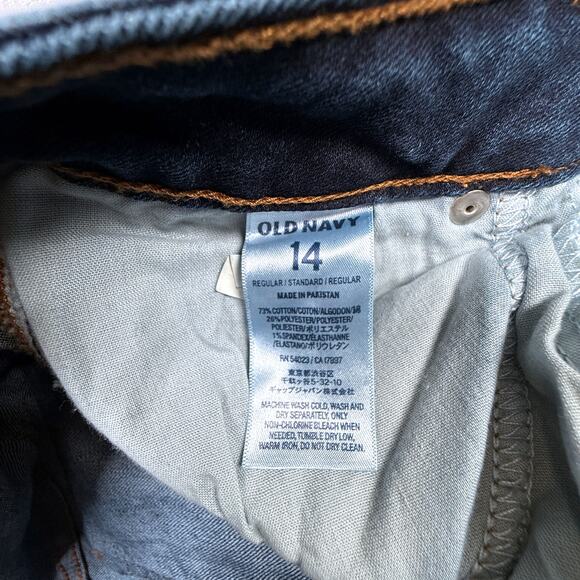 OLD NAVY
14
REGULAR / STANDARD / REGULAR
MADE IN PAKISTAN
73% COTTON/COTON/ALGODON/綿
26% POLYESTER/POLYESTER/
POLIESTER/ポリエステル
1% SPANDEX/ELASTHANNE/
ELASTANO/ポリウレタン
RN 54023 / CA 17897
東京都渋谷区
千駄ヶ谷5-32-10
ギャップジャパン株式会社
MACHINE WASH COLD, WASH AND
DRY SEPARATELY, ONLY
NON-CHLORINE BLEACH WHEN
NEEDED, TUMBLE DRY LOW,
WARM IRON, DO NOT DRY CLEAN.